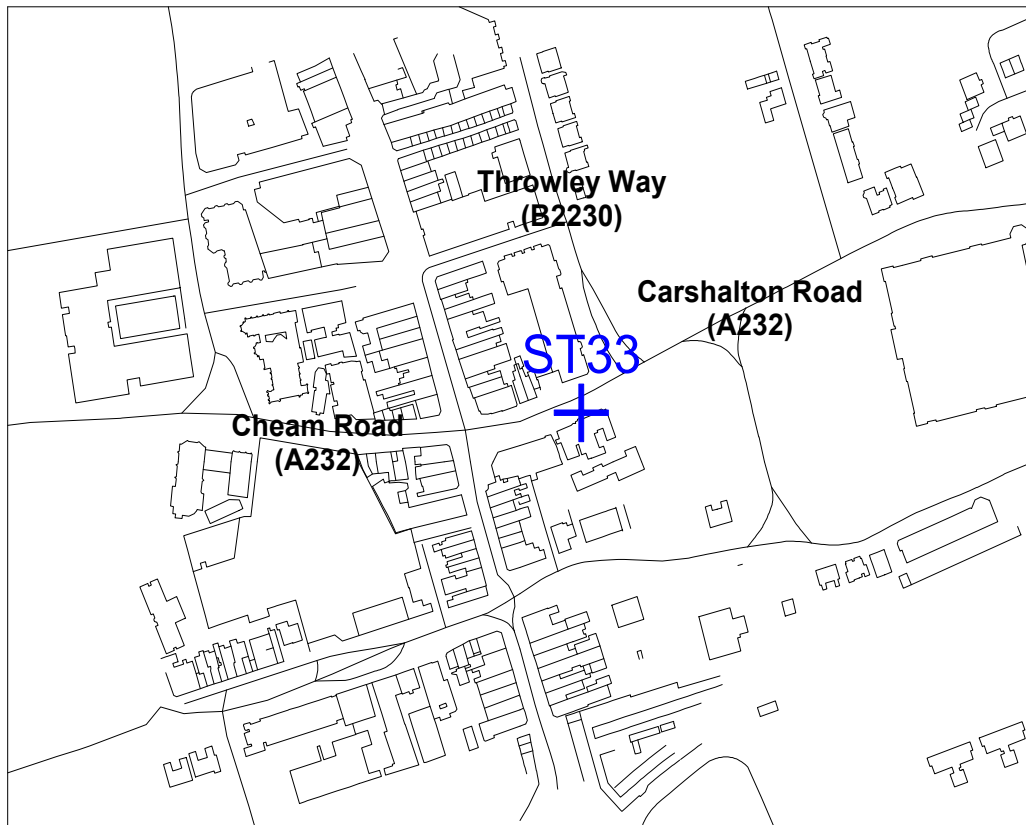 Throwley Way
(B2230)
Carshalton Road
(A232)
ST33
Cheam Road
(A232)